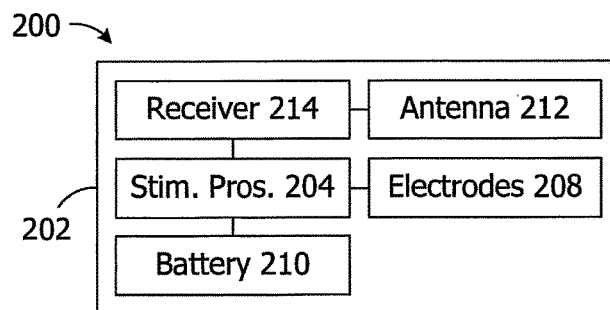 200
Receiver 214
Antenna 212
Stim. Pros. 204
Electrodes 208
202
Battery 210